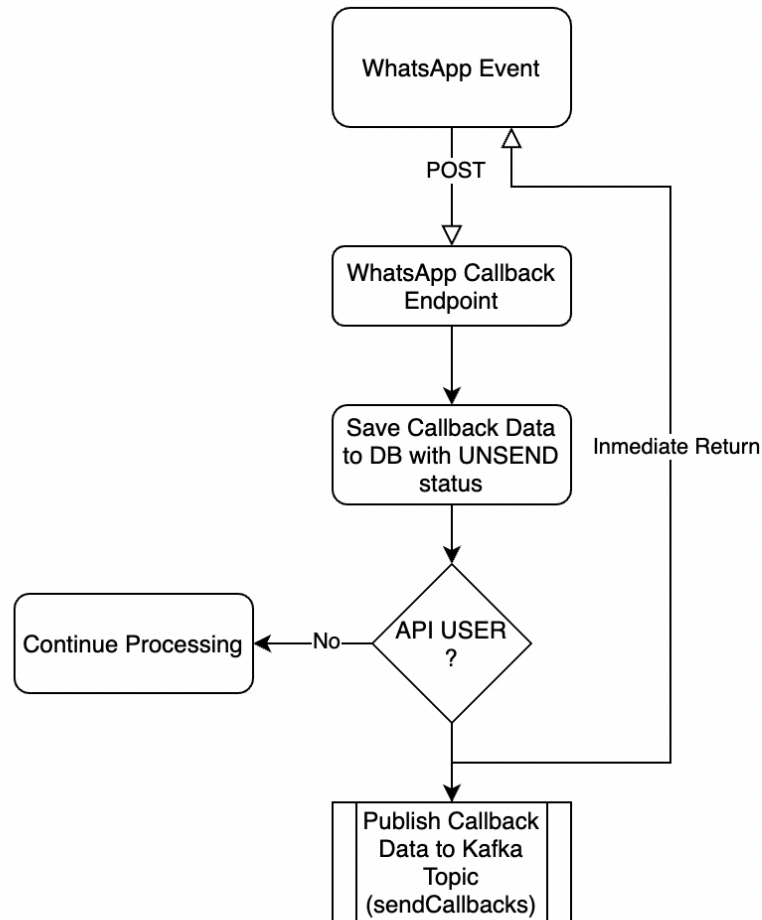 WhatsApp Event
POST
WhatsApp Callback
Endpoint
Save Callback Data
to DB with UNSEND
status
Inmediate Return
API USER
?
No
Continue Processing
Publish Callback
Data to Kafka
Topic
(sendCallbacks)